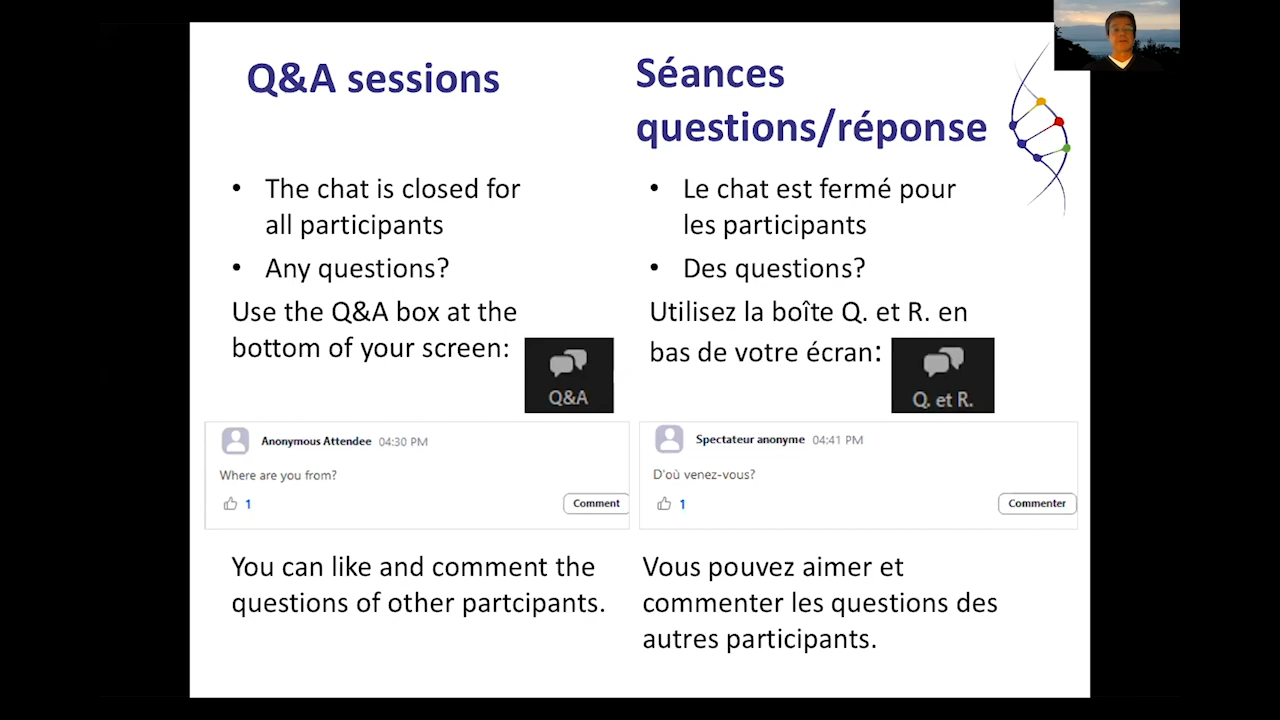 Q&A sessions
The chat is closed for
all participants
Any questions?
Use the Q&A box at the
bottom of your screen:
Q&A
Anonymous Attendee 04:30 PM
Where are you from?
1
Comment
You can like and comment the
questions of other partcipants.
Séances
questions/réponse
Le chat est fermé pour
les participants
Des questions?
Utilisez la boîte Q. et R. en
bas de votre écran:
Q. et R.
Spectateur anonyme 04:41 PM
D'où venez-vous?
1
Commenter
Vous pouvez aimer et
commenter les questions des
autres participants.